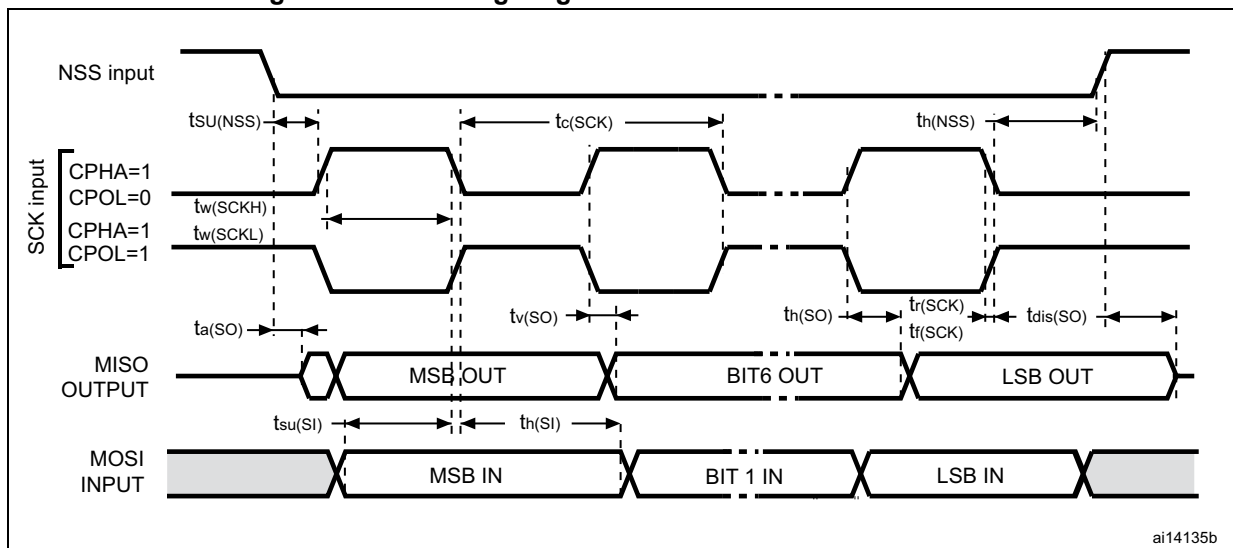 NSS input
tSU(NSS)
tc(SCK)
th(NSS)
SCK input
CPHA=1
CPOL=0
tw(SCKH)
CPHA=1
tw(SCKL)
CPOL=1
ta(SO)
tv(SO)
th(SO)
tr(SCK)
tf(SCK)
tdis(SO)
MISO
OUTPUT
MSB OUT
BIT6 OUT
LSB OUT
tsu(SI)
th(SI)
MOSI
INPUT
MSB IN
BIT 1 IN
LSB IN
ai14135b